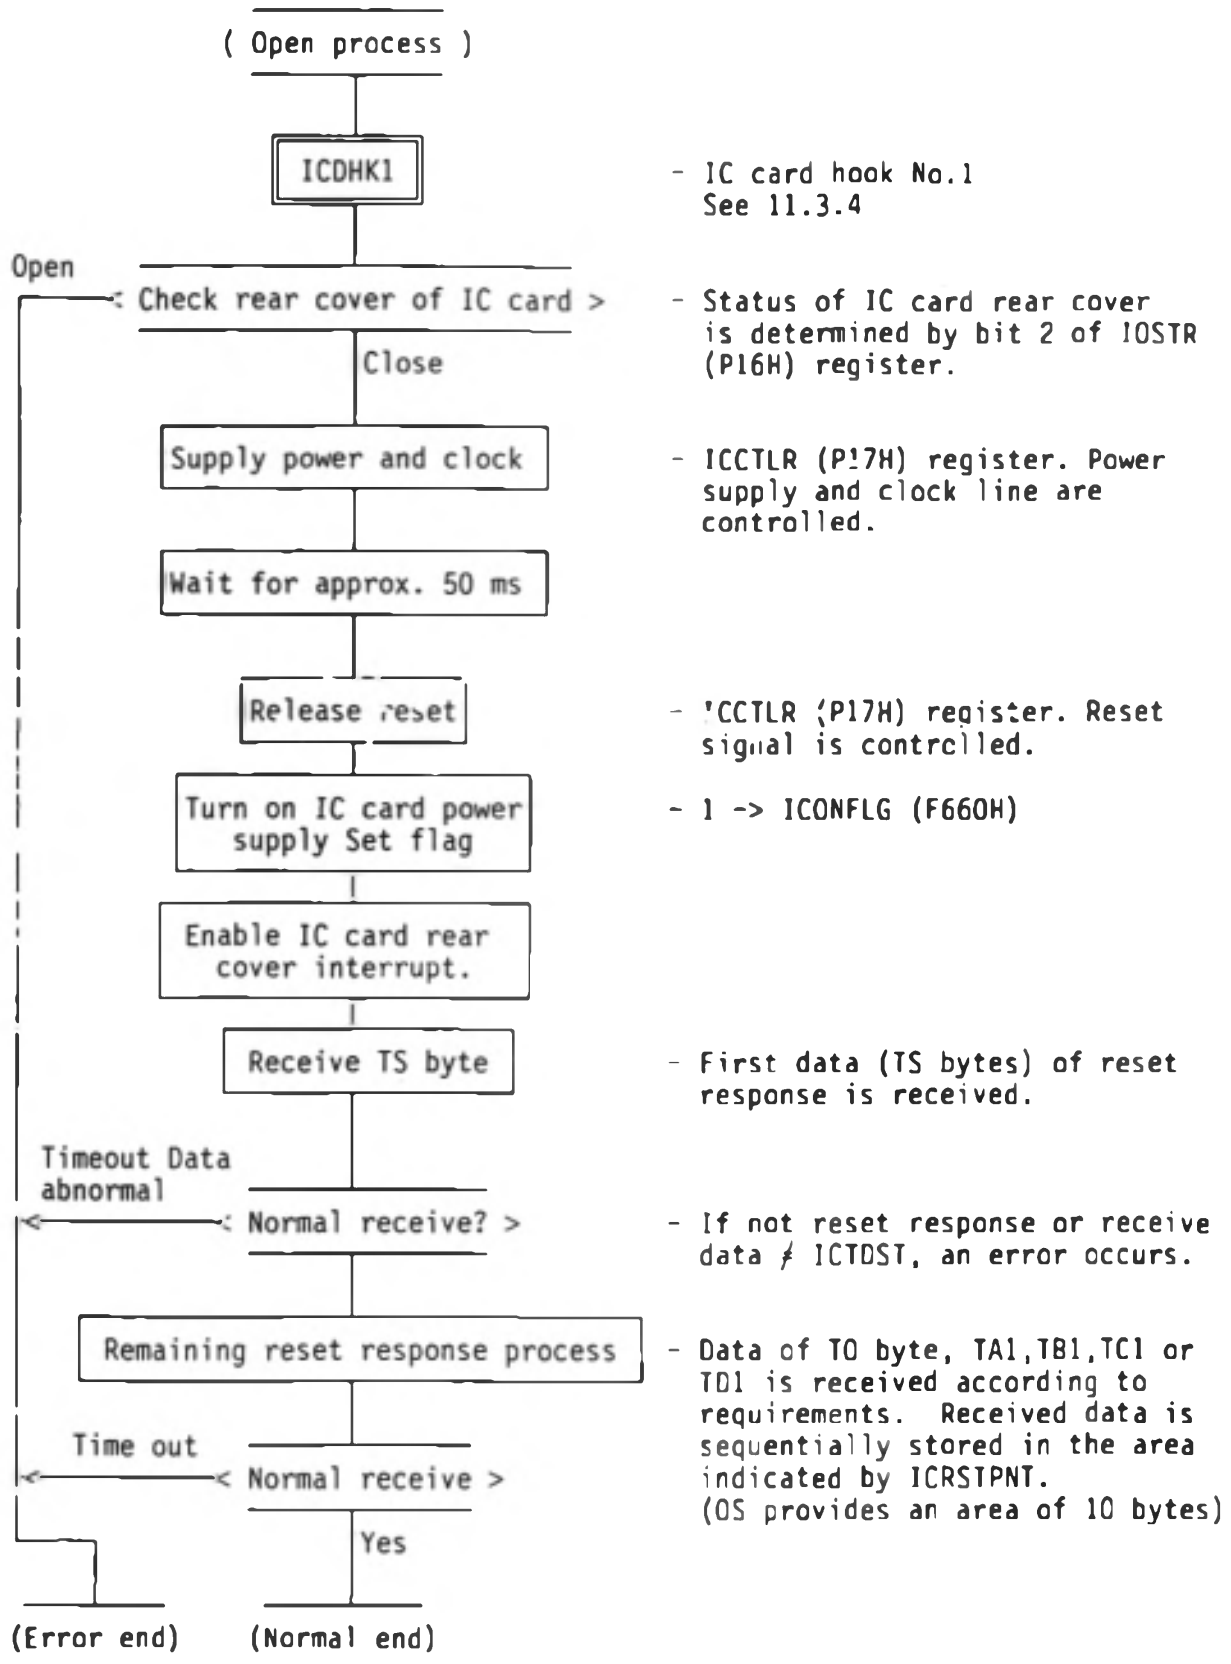 ( Open process )
ICDHK1
- IC card hook No.1
See 11.3.4
Open
< Check rear cover of IC card >
- Status of IC card rear cover
is determined by bit 2 of IOSTR
(P16H) register.
Close
Supply power and clock
- ICCTLR (P17H) register. Power
supply and clock line are
controlled.
Wait for approx. 50 ms
Release reset
- ICCTLR (P17H) register. Reset
signal is controlled.
Turn on IC card power
supply Set flag
- 1 -> ICONFLG (F660H)
Enable IC card rear
cover interrupt.
Receive TS byte
- First data (TS bytes) of reset
response is received.
Timeout Data
abnormal
< Normal receive? >
- If not reset response or receive
data ≠ ICTDST, an error occurs.
Remaining reset response process
- Data of T0 byte, TA1,TB1,TC1 or
TD1 is received according to
requirements. Received data is
sequentially stored in the area
indicated by ICRSTPNT.
(OS provides an area of 10 bytes)
Time out
< Normal receive >
Yes
(Error end)
(Normal end)